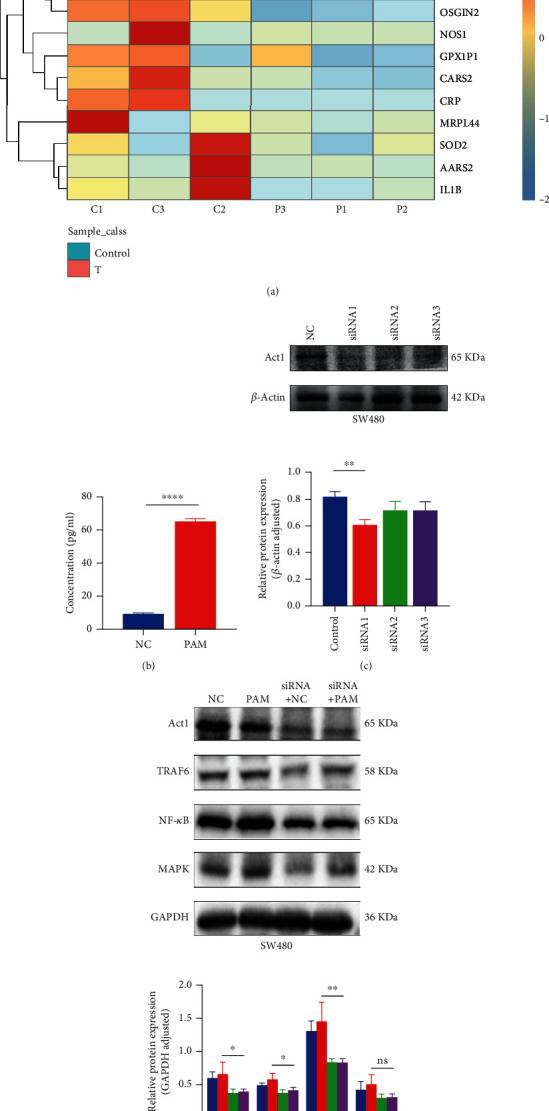 OSGIN2
NOS1
GPX1P1
CARS2
CRP
MRPL44
SOD2
AARS2
IL1B
0
−1
−2
C1 C3 C2 P3 P1 P2
Sample_calss
Control
T
(a)
NC siRNA1 siRNA2 siRNA3
Act1 65 KDa
β-Actin 42 KDa
SW480
Concentration (pg/ml)
80
60
40
20
0
****
NC PAM
(b)
Relative protein expression
(β-actin adjusted)
1.0
0.8
0.6
0.4
0.2
0.0
**
Control siRNA1 siRNA2 siRNA3
(c)
NC PAM siRNA +NC siRNA +PAM
Act1 65 KDa
TRAF6 58 KDa
NF-κB 65 KDa
MAPK 42 KDa
GAPDH 36 KDa
SW480
Relative protein expression
(GAPDH adjusted)
2.0
1.5
1.0
0.5
* * ** ns